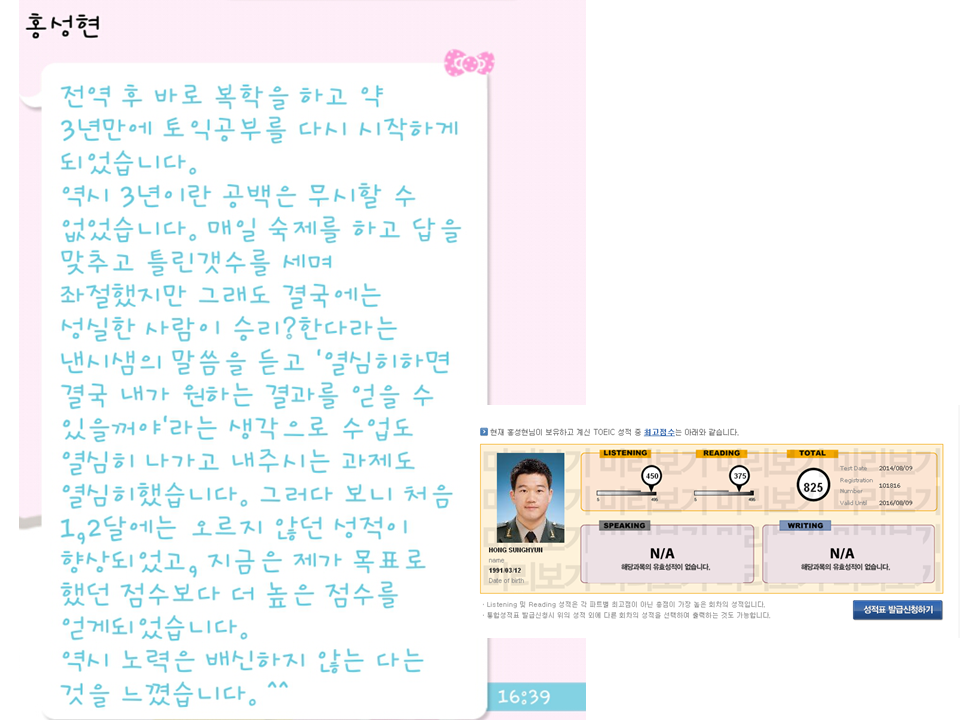 홍성현
전역 후 바로 복학을 하고 약
3년만에 토익공부를 다시 시작하게
되었습니다.
역시 3년이란 공백은 무시할 수
없었습니다. 매일 숙제를 하고 답을
맞추고 틀린갯수를 세며
좌절했지만 그래도 결국에는
성실한 사람이 승리?한다라는
낸시샘의 말씀을 듣고 '열심히하면
결국 내가 원하는 결과를 얻을 수
있을꺼야'라는 생각으로 수업도
열심히 나가고 내주시는 과제도
열심히했습니다. 그러다 보니 처음
1,2달에는 오르지 않던 성적이
향상되었고, 지금은 제가 목표로
했던 점수보다 더 높은 점수를
얻게되었습니다.
역시 노력은 배신하지 않는 다는
것을 느꼈습니다. ^^
16:39
현재 홍성현님이 보유하고 계신 TOEIC 성적 중 최고점수는 아래와 같습니다.
LISTENING READING TOTAL
450 375 825
Test Date 2014/08/09
Registration Number 101816
Valid Until 2016/08/09
HONG SUNGHYUN
name
1991/03/12
Date of birth
SPEAKING WRITING
N/A N/A
해당과목의 유효성적이 없습니다. 해당과목의 유효성적이 없습니다.
· Listening 및 Reading 성적은 각 파트별 최고점이 아닌 총점이 가장 높은 회차의 성적입니다.
· 통합성적표 발급신청시 위의 성적 외에 다른 회차의 성적을 선택하여 출력하는 것도 가능합니다.
성적표 발급신청하기
미리보기 미리보기 미리보기